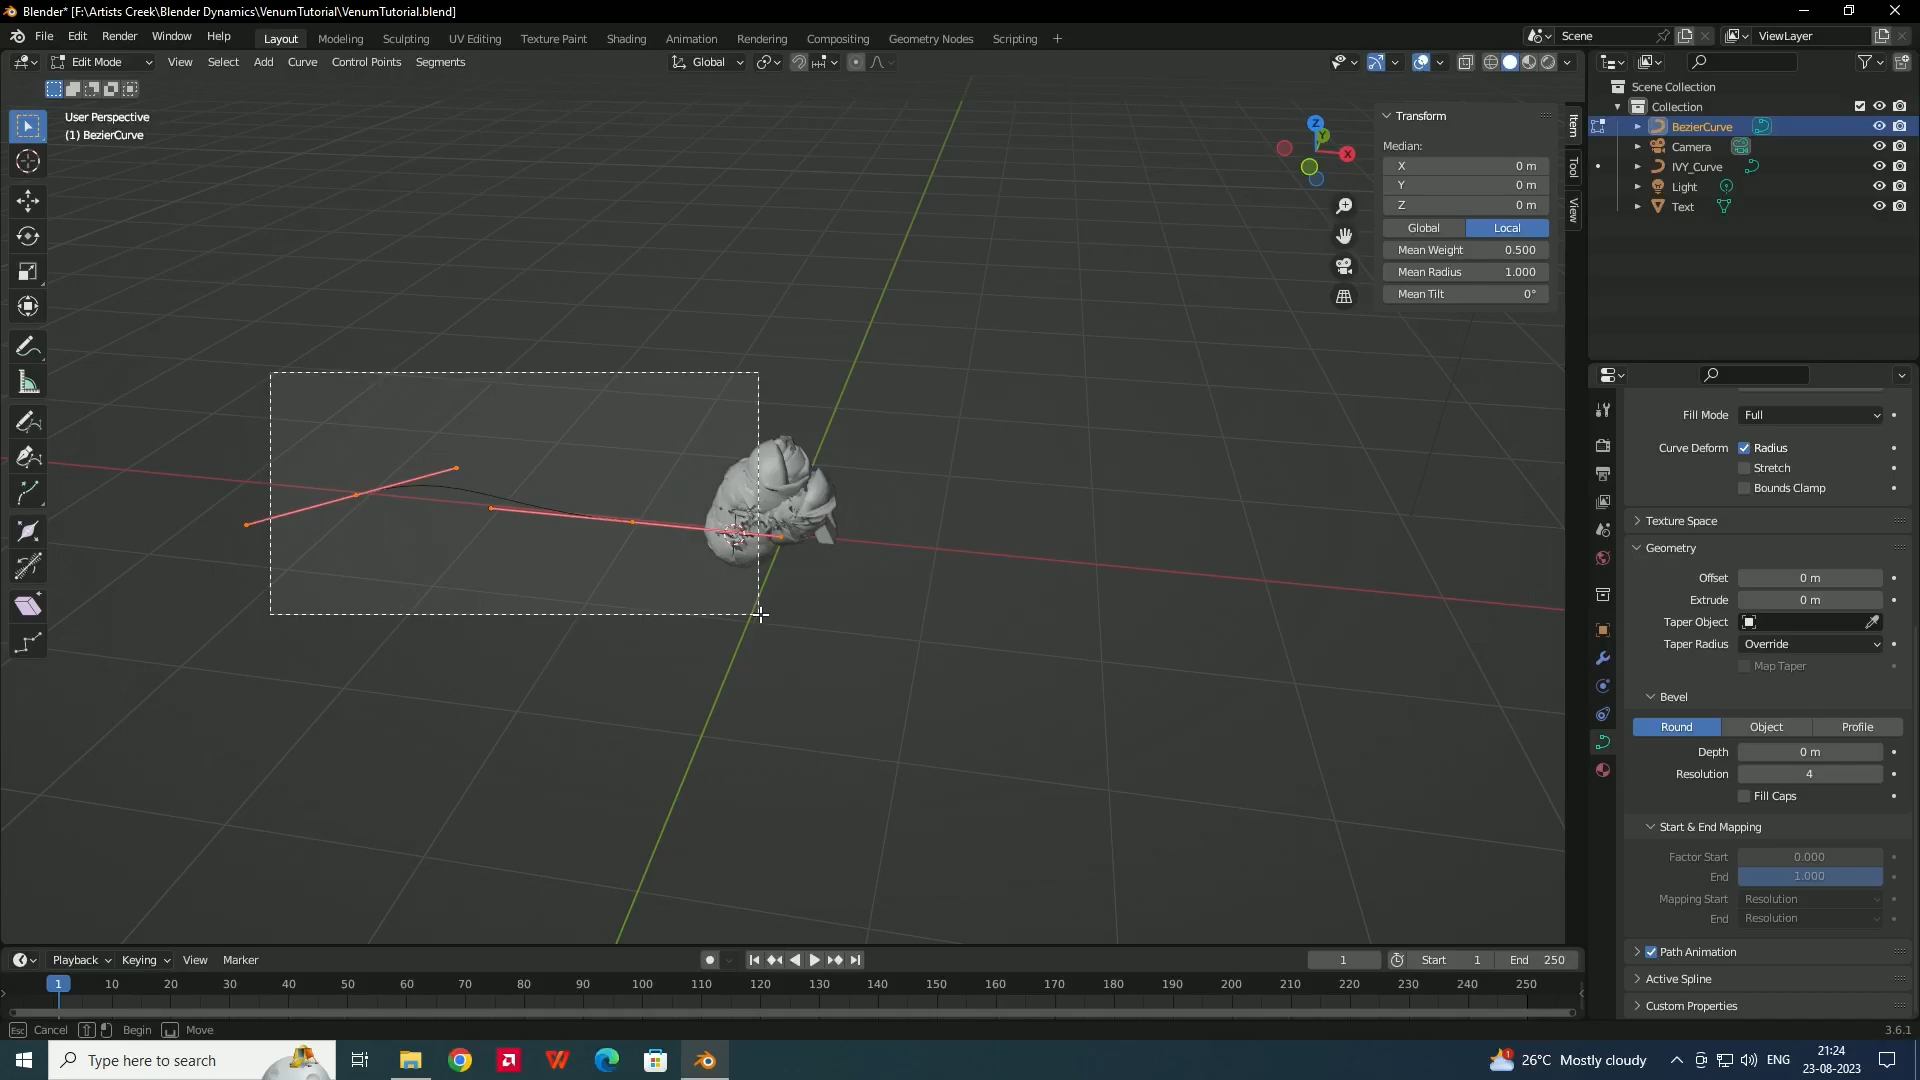 Blender* [F:\Artists Creek\Blender Dynamics\VenumTutorial\VenumTutorial.blend]
File Edit Render Window Help Layout Modeling Sculpting UV Editing Texture Paint Shading Animation Rendering Compositing Geometry Nodes Scripting + Scene ViewLayer
Edit Mode View Select Add Curve Control Points Segments Global
User Perspective
(1) BezierCurve
Z
Y
X
Transform
Median:
X 0 m
Y 0 m
Z 0 m
Global Local
Mean Weight 0.500
Mean Radius 1.000
Mean Tilt 0°
Item
Tool
View
Scene Collection
Collection
BezierCurve
Camera
IVY_Curve
Light
Text
Fill Mode Full
Curve Deform Radius
Stretch
Bounds Clamp
Texture Space
Geometry
Offset 0 m
Extrude 0 m
Taper Object
Taper Radius Override
Map Taper
Bevel
Round Object Profile
Depth 0 m
Resolution 4
Fill Caps
Start & End Mapping
Factor Start 0.000
End 1.000
Mapping Start Resolution
End Resolution
Path Animation
Active Spline
Custom Properties
Playback Keying View Marker 1 Start 1 End 250
1 10 20 30 40 50 60 70 80 90 100 110 120 130 140 150 160 170 180 190 200 210 220 230 240 250
Esc Cancel Begin Move 3.6.1
Type here to search 26°C Mostly cloudy ENG 21:24
23-08-2023